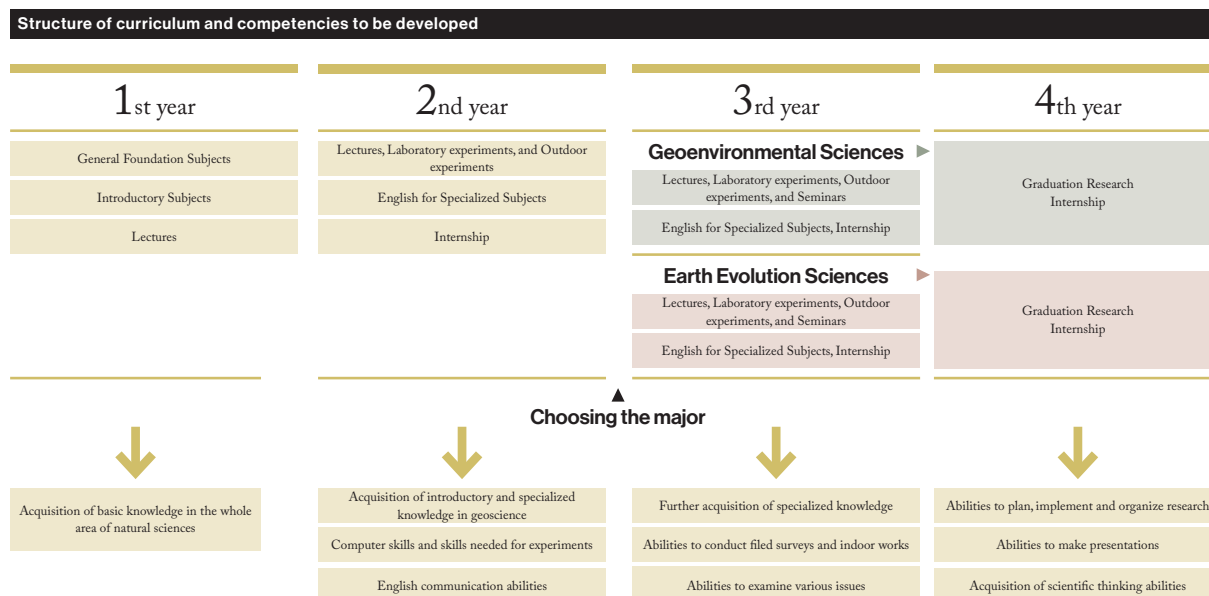 Structure of curriculum and competencies to be developed
1st year
General Foundation Subjects
Introductory Subjects
Lectures
2nd year
Lectures, Laboratory experiments, and Outdoor
experiments
English for Specialized Subjects
Internship
3rd year
Geoenvironmental Sciences
Lectures, Laboratory experiments, Outdoor
experiments, and Seminars
English for Specialized Subjects, Internship
Earth Evolution Sciences
Lectures, Laboratory experiments, Outdoor
experiments, and Seminars
English for Specialized Subjects, Internship
4th year
Graduation Research
Internship
Graduation Research
Internship
Choosing the major
Acquisition of basic knowledge in the whole
area of natural sciences
Acquisition of introductory and specialized
knowledge in geoscience
Computer skills and skills needed for experiments
English communication abilities
Further acquisition of specialized knowledge
Abilities to conduct filed surveys and indoor works
Abilities to examine various issues
Abilities to plan, implement and organize research
Abilities to make presentations
Acquisition of scientific thinking abilities